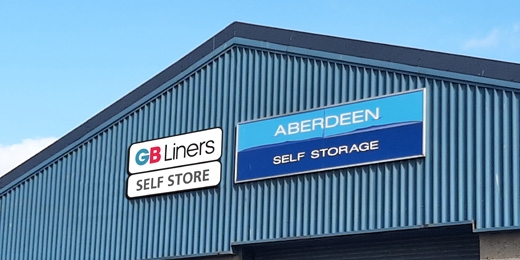 GB Liners
SELF STORE
ABERDEEN
SELF STORAGE